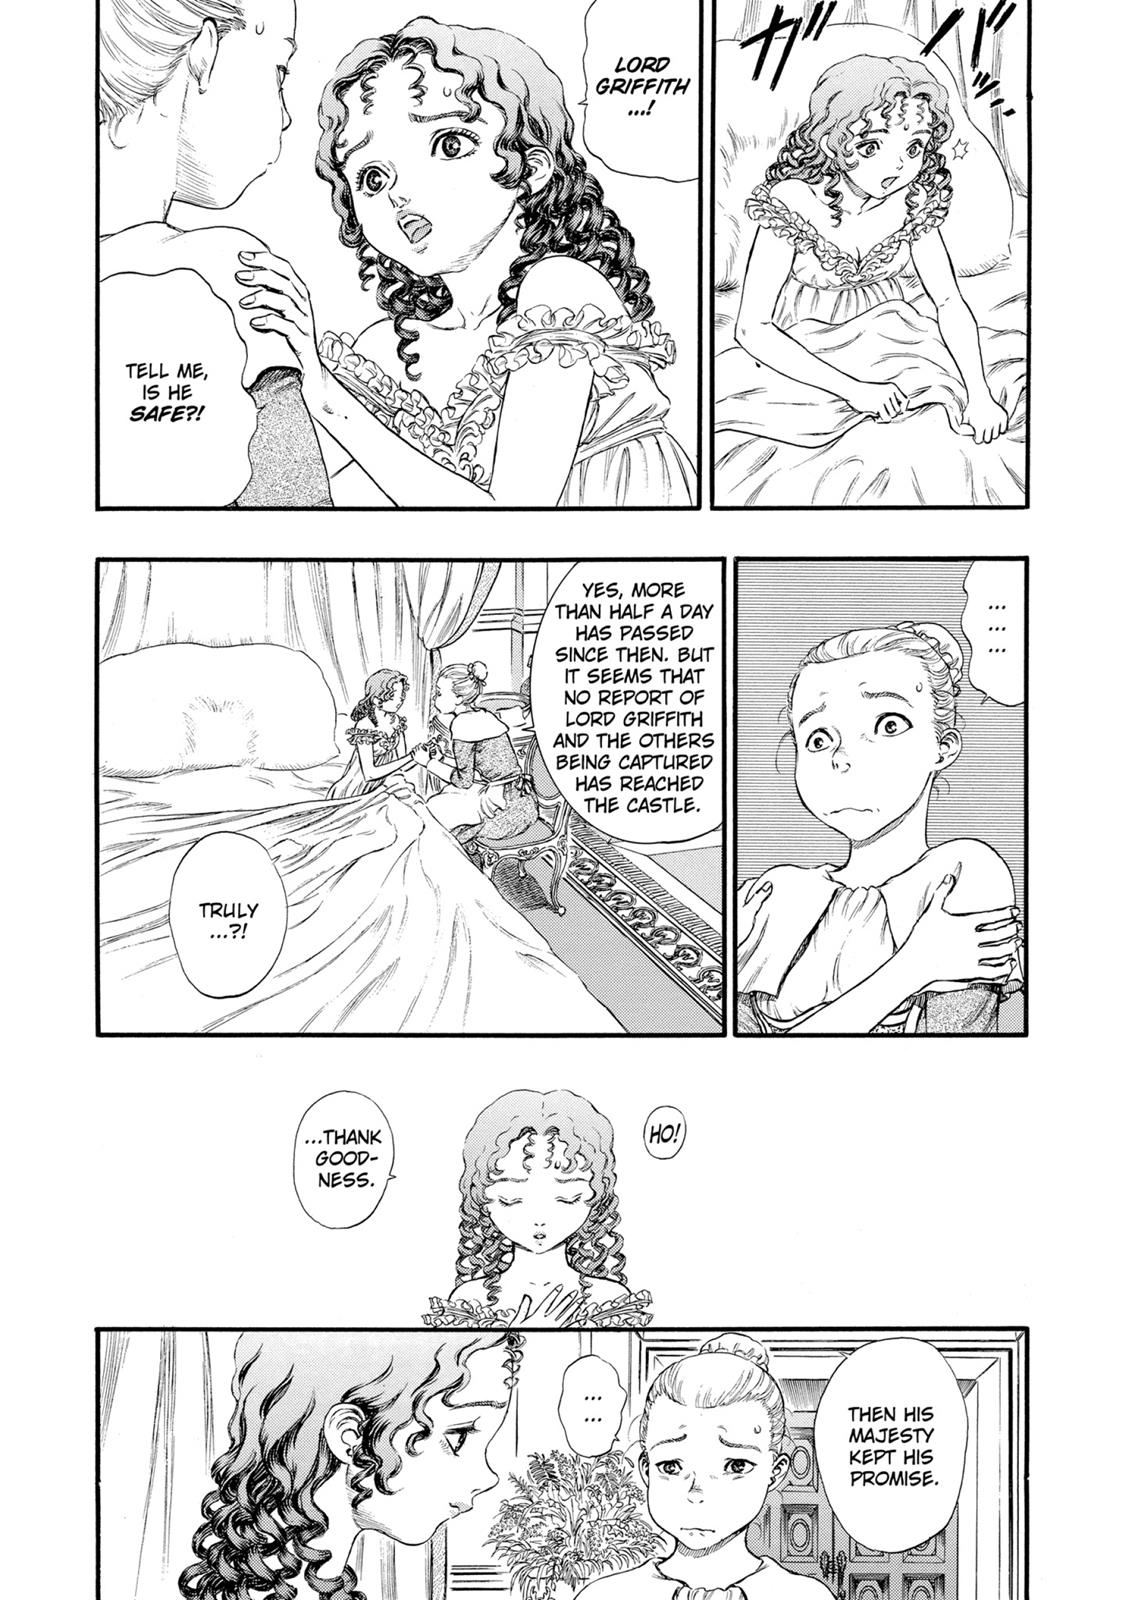 ガバッ
LORD
GRIFFITH
...!
TELL ME,
IS HE
SAFE?!
...
...
...
YES, MORE
THAN HALF A DAY
HAS PASSED
SINCE THEN. BUT
IT SEEMS THAT
NO REPORT OF
LORD GRIFFITH
AND THE OTHERS
BEING CAPTURED
HAS REACHED
THE CASTLE.
TRULY
...?!
HO!
...THANK
GOOD-
NESS.
THEN HIS
MAJESTY
KEPT HIS
PROMISE.
...
...